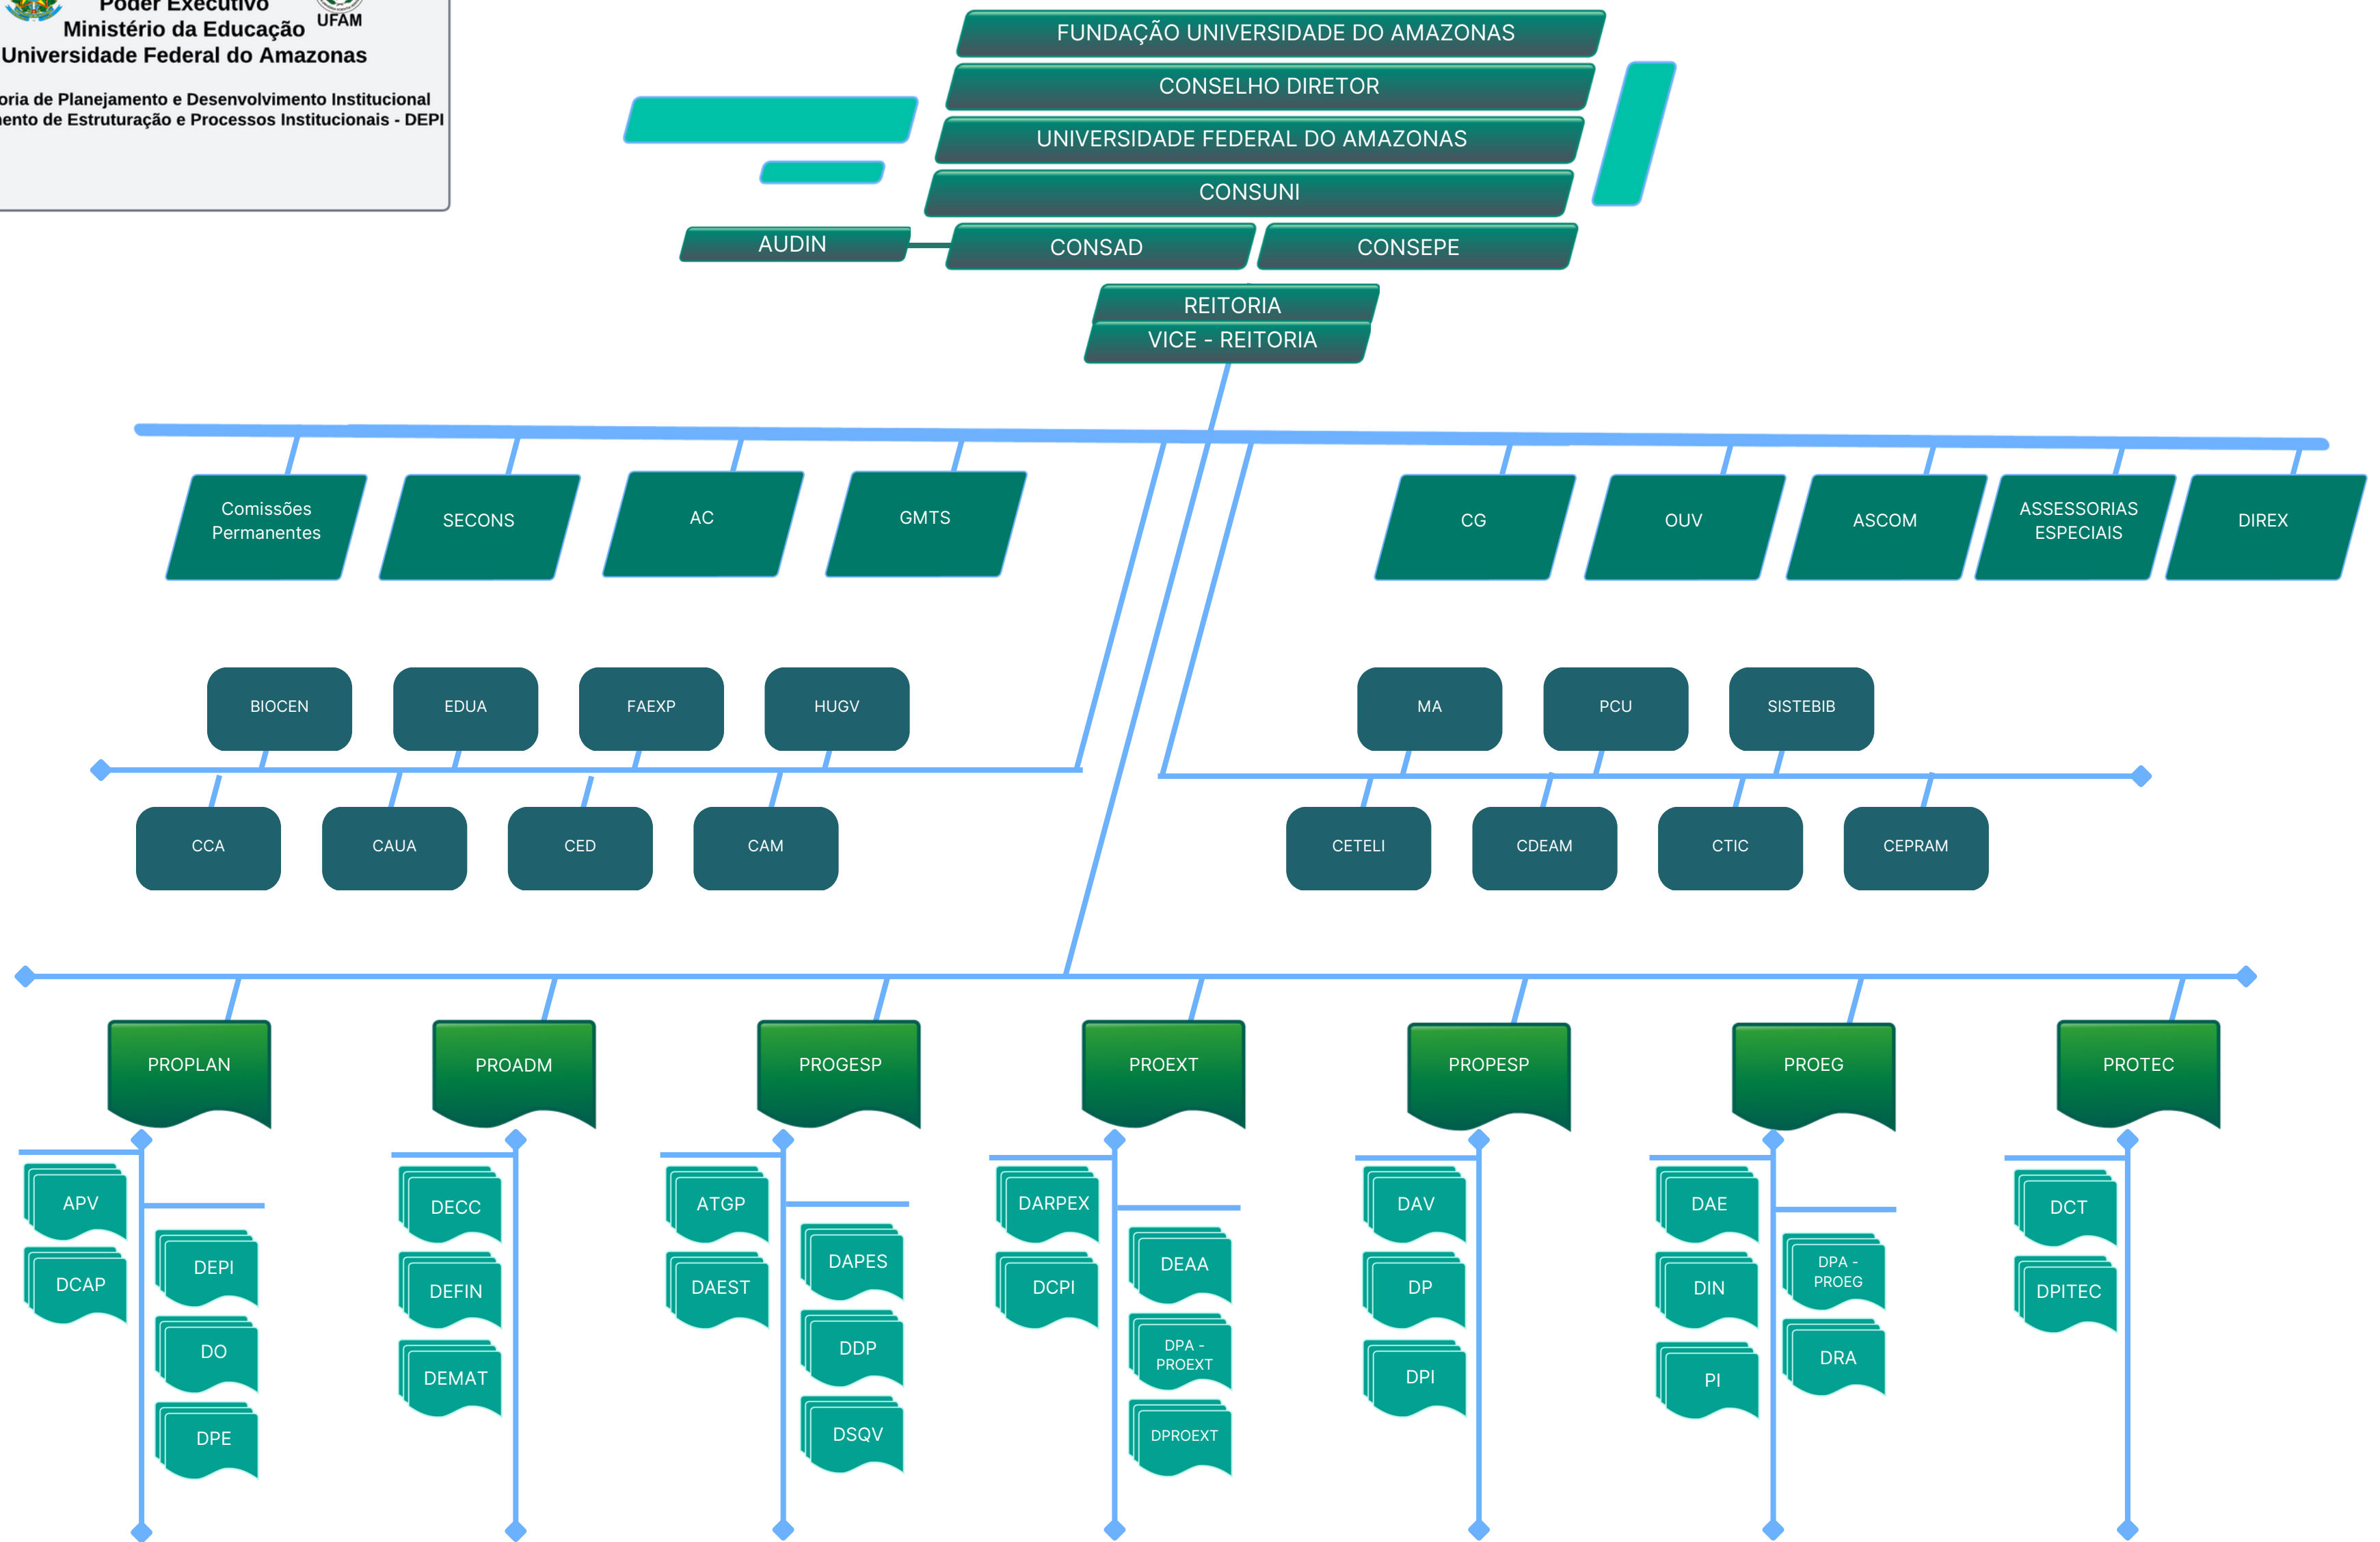 Poder Executivo
Ministério da Educação
UFAM
Universidade Federal do Amazonas
de Planejamento e Desenvolvimento Institucional
de Estruturação e Processos Institucionais - DEPI
FUNDAÇÃO UNIVERSIDADE DO AMAZONAS
CONSELHO DIRETOR
UNIVERSIDADE FEDERAL DO AMAZONAS
CONSUNI
AUDIN
CONSAD
CONSEPE
REITORIA
VICE - REITORIA
Comissões
Permanentes
SECONS
AC
GMTS
CG
OUV
ASCOM
ASSESSORIAS
ESPECIAIS
DIREX
BIOCEN
EDUA
FAEXP
HUGV
MA
PCU
SISTEBIB
CCA
CAUA
CED
CAM
CETELI
CDEAM
CTIC
CEPRAM
PROPLAN
PROADM
PROGESP
PROEXT
PROPESP
PROEG
PROTEC
APV
DCAP
DEPI
DO
DPE
DECC
DEFIN
DEMAT
ATGP
DAEST
DAPES
DDP
DSQV
DARPEX
DCPI
DEAA
DPA -
PROEXT
DPROEXT
DAV
DP
DPI
DAE
DIN
PI
DPA -
PROEG
DRA
DCT
DPITEC